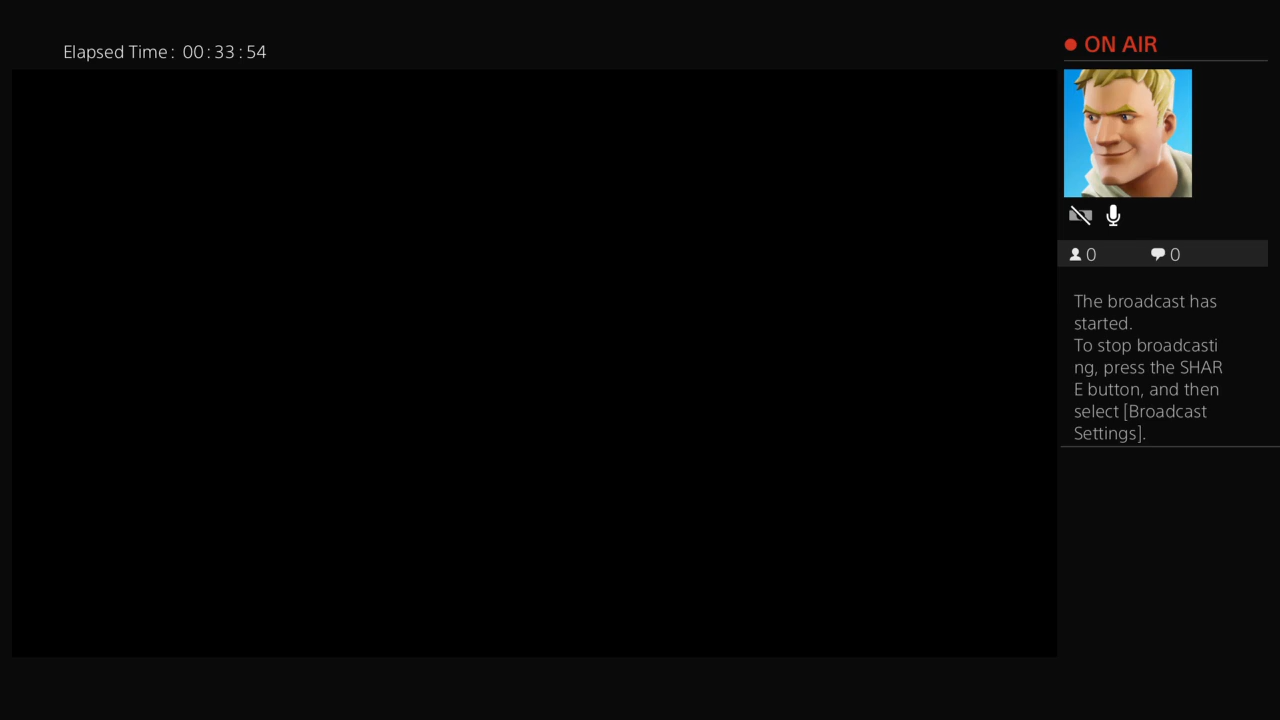 Elapsed Time: 00:33:54
ON AIR
0 0
The broadcast has
started.
To stop broadcasti
ng, press the SHAR
E button, and then
select [Broadcast
Settings].